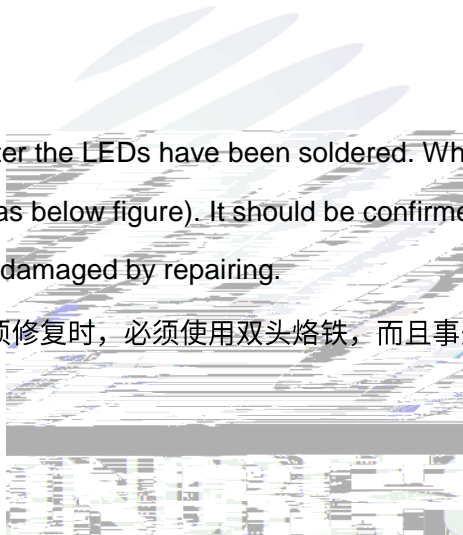 ter the LEDs have been soldered. Wh
as below figure). It should be confirme
damaged by repairing.
须修复时，必须使用双头烙铁，而且事